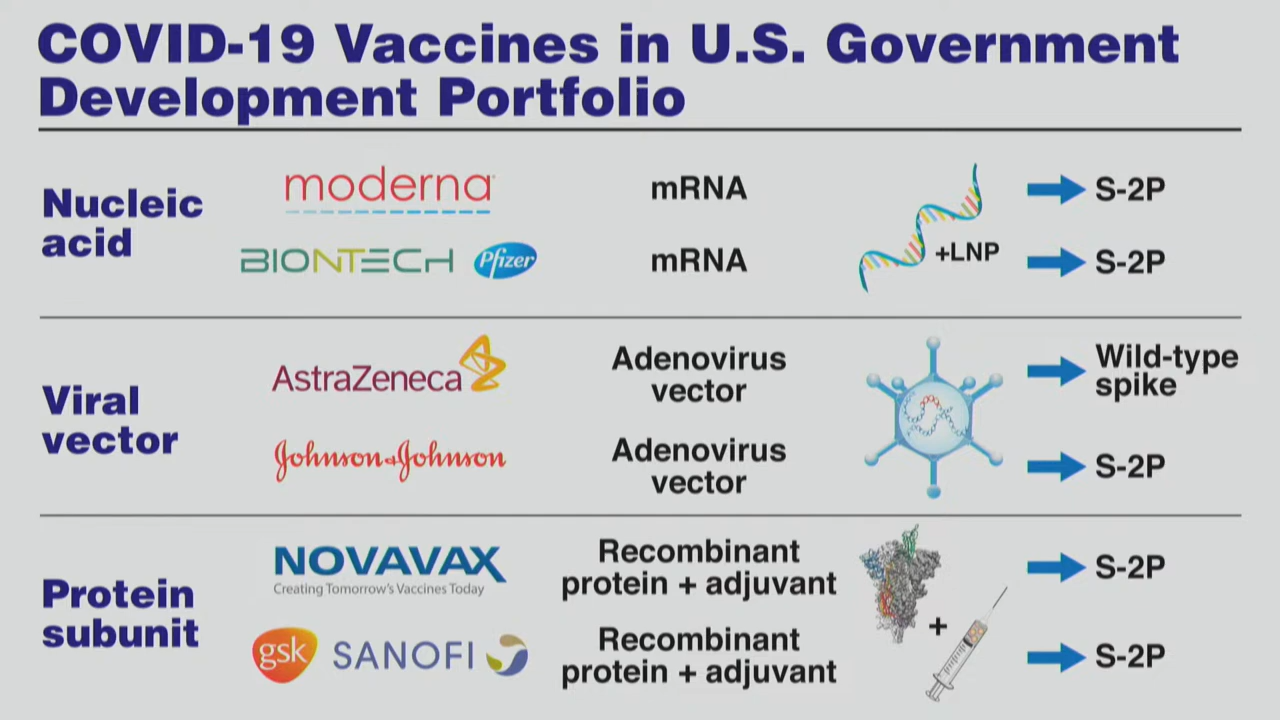 COVID-19 Vaccines in U.S. Government
Development Portfolio
Nucleic
acid
moderna
mRNA
S-2P
BIONTECH Pfizer
mRNA
+LNP
S-2P
Viral
vector
AstraZeneca
Adenovirus
vector
Wild-type
spike
Johnson&Johnson
Adenovirus
vector
S-2P
Protein
subunit
NOVAVAX
Creating Tomorrow's Vaccines Today
Recombinant
protein + adjuvant
S-2P
+
gsk SANOFI
Recombinant
protein + adjuvant
S-2P